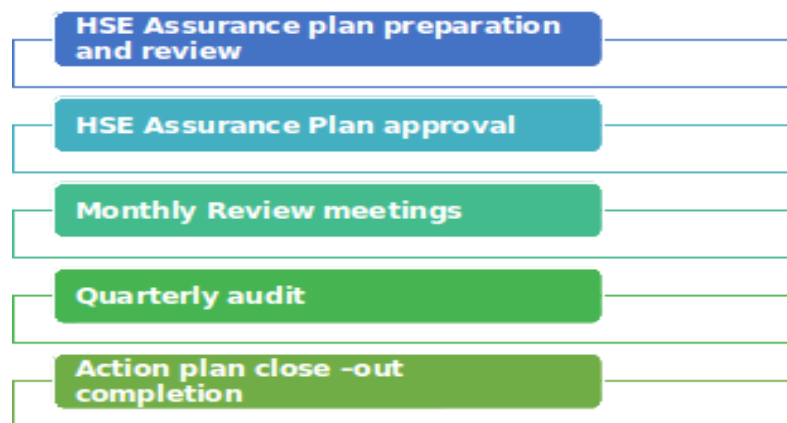 HSE Assurance plan preparation
and review
HSE Assurance Plan approval
Monthly Review meetings
Quarterly audit
Action plan close –out
completion